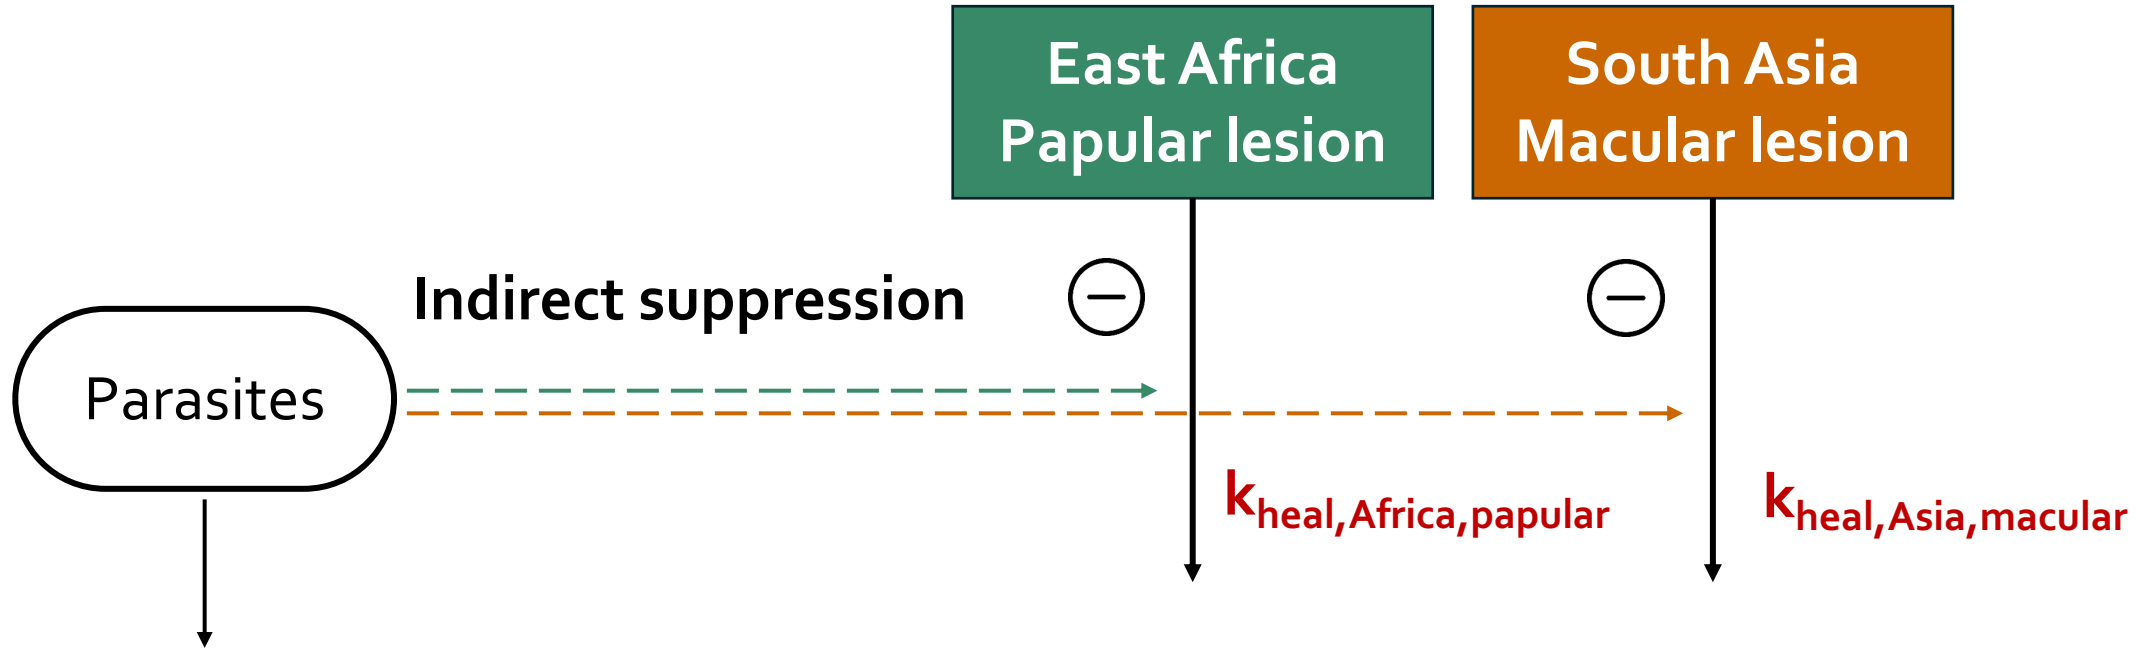 East Africa
Papular lesion
South Asia
Macular lesion
Indirect suppression
−
−
Parasites
kheal,Africa,papular
kheal,Asia,macular